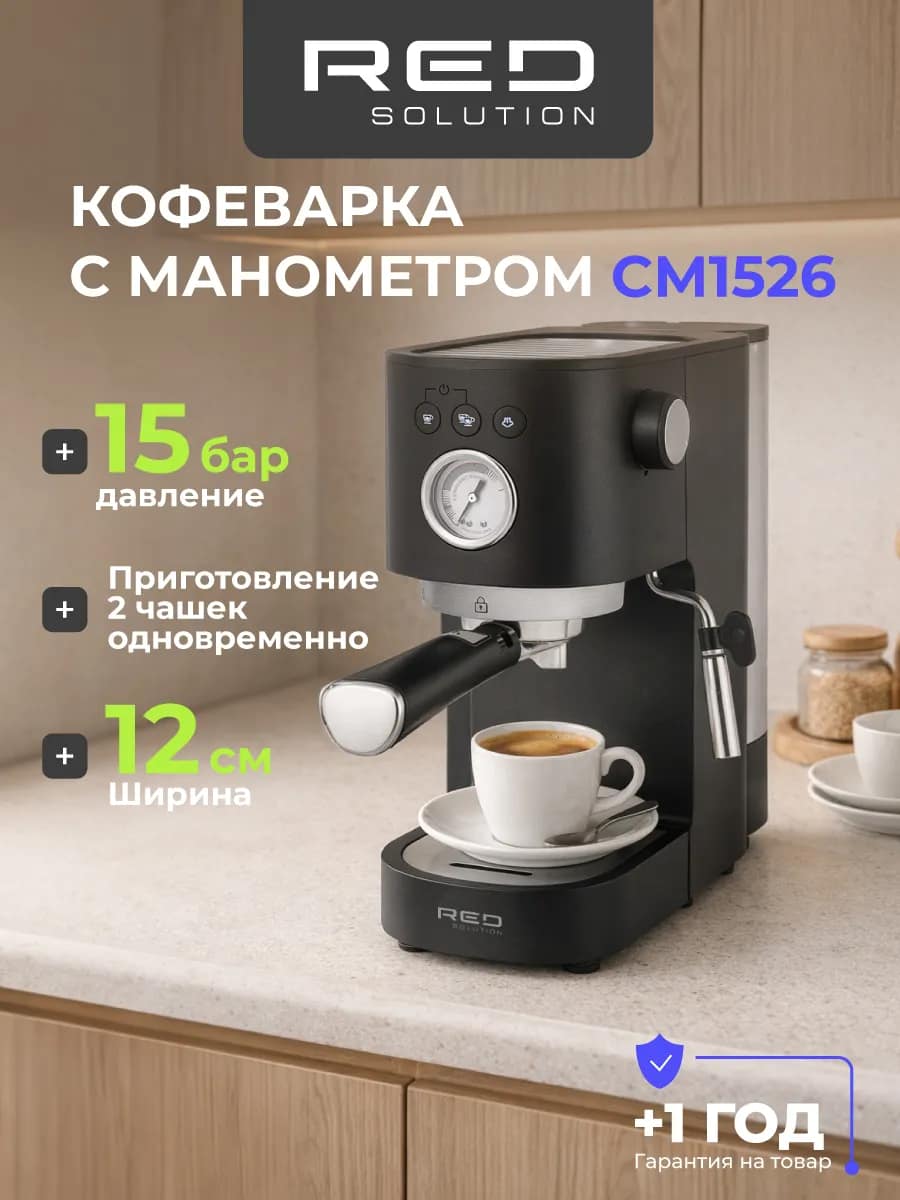 RED
SOLUTION
КОФЕВАРКА
С МАНОМЕТРОМ CM1526
+ 15 бар
давление
+ Приготовление
2 чашек
одновременно
+ 12 см
Ширина
RED
SOLUTION
+1 ГОД
Гарантия на товар